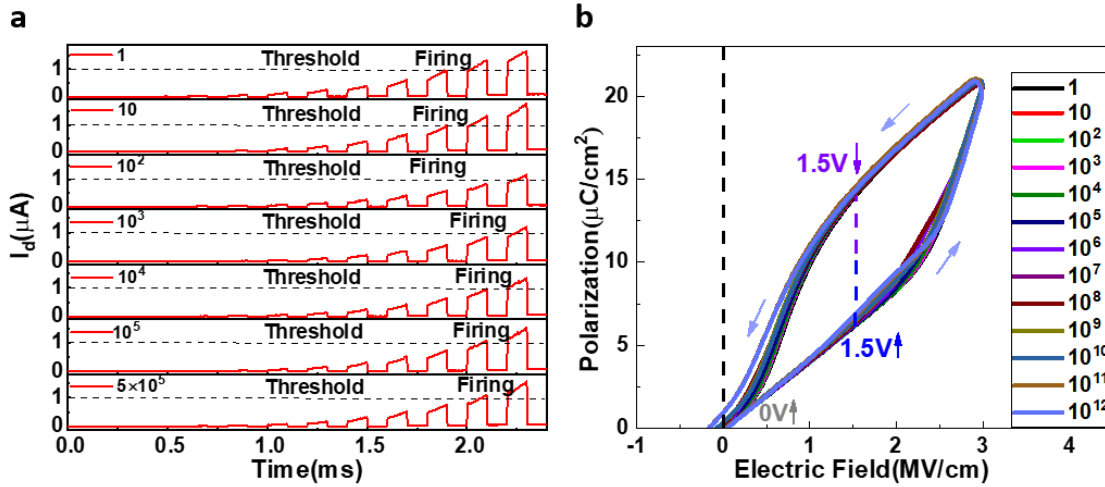 a
1 Threshold Firing
1
0
10 Threshold Firing
1
0
10² Threshold Firing
1
0
10³ Threshold Firing
1
0
10⁴ Threshold Firing
1
0
10⁵ Threshold Firing
1
0
5×10⁵ Threshold Firing
1
0
I_d(μA)
0.0 0.5 1.0 1.5 2.0
Time(ms)
b
20
15
10
5
0
Polarization(μC/cm²)
1.5V
1.5V
0V
-1 0 1 2 3 4
Electric Field(MV/cm)
1
10
10²
10³
10⁴
10⁵
10⁶
10⁷
10⁸
10⁹
10¹⁰
10¹¹
10¹²